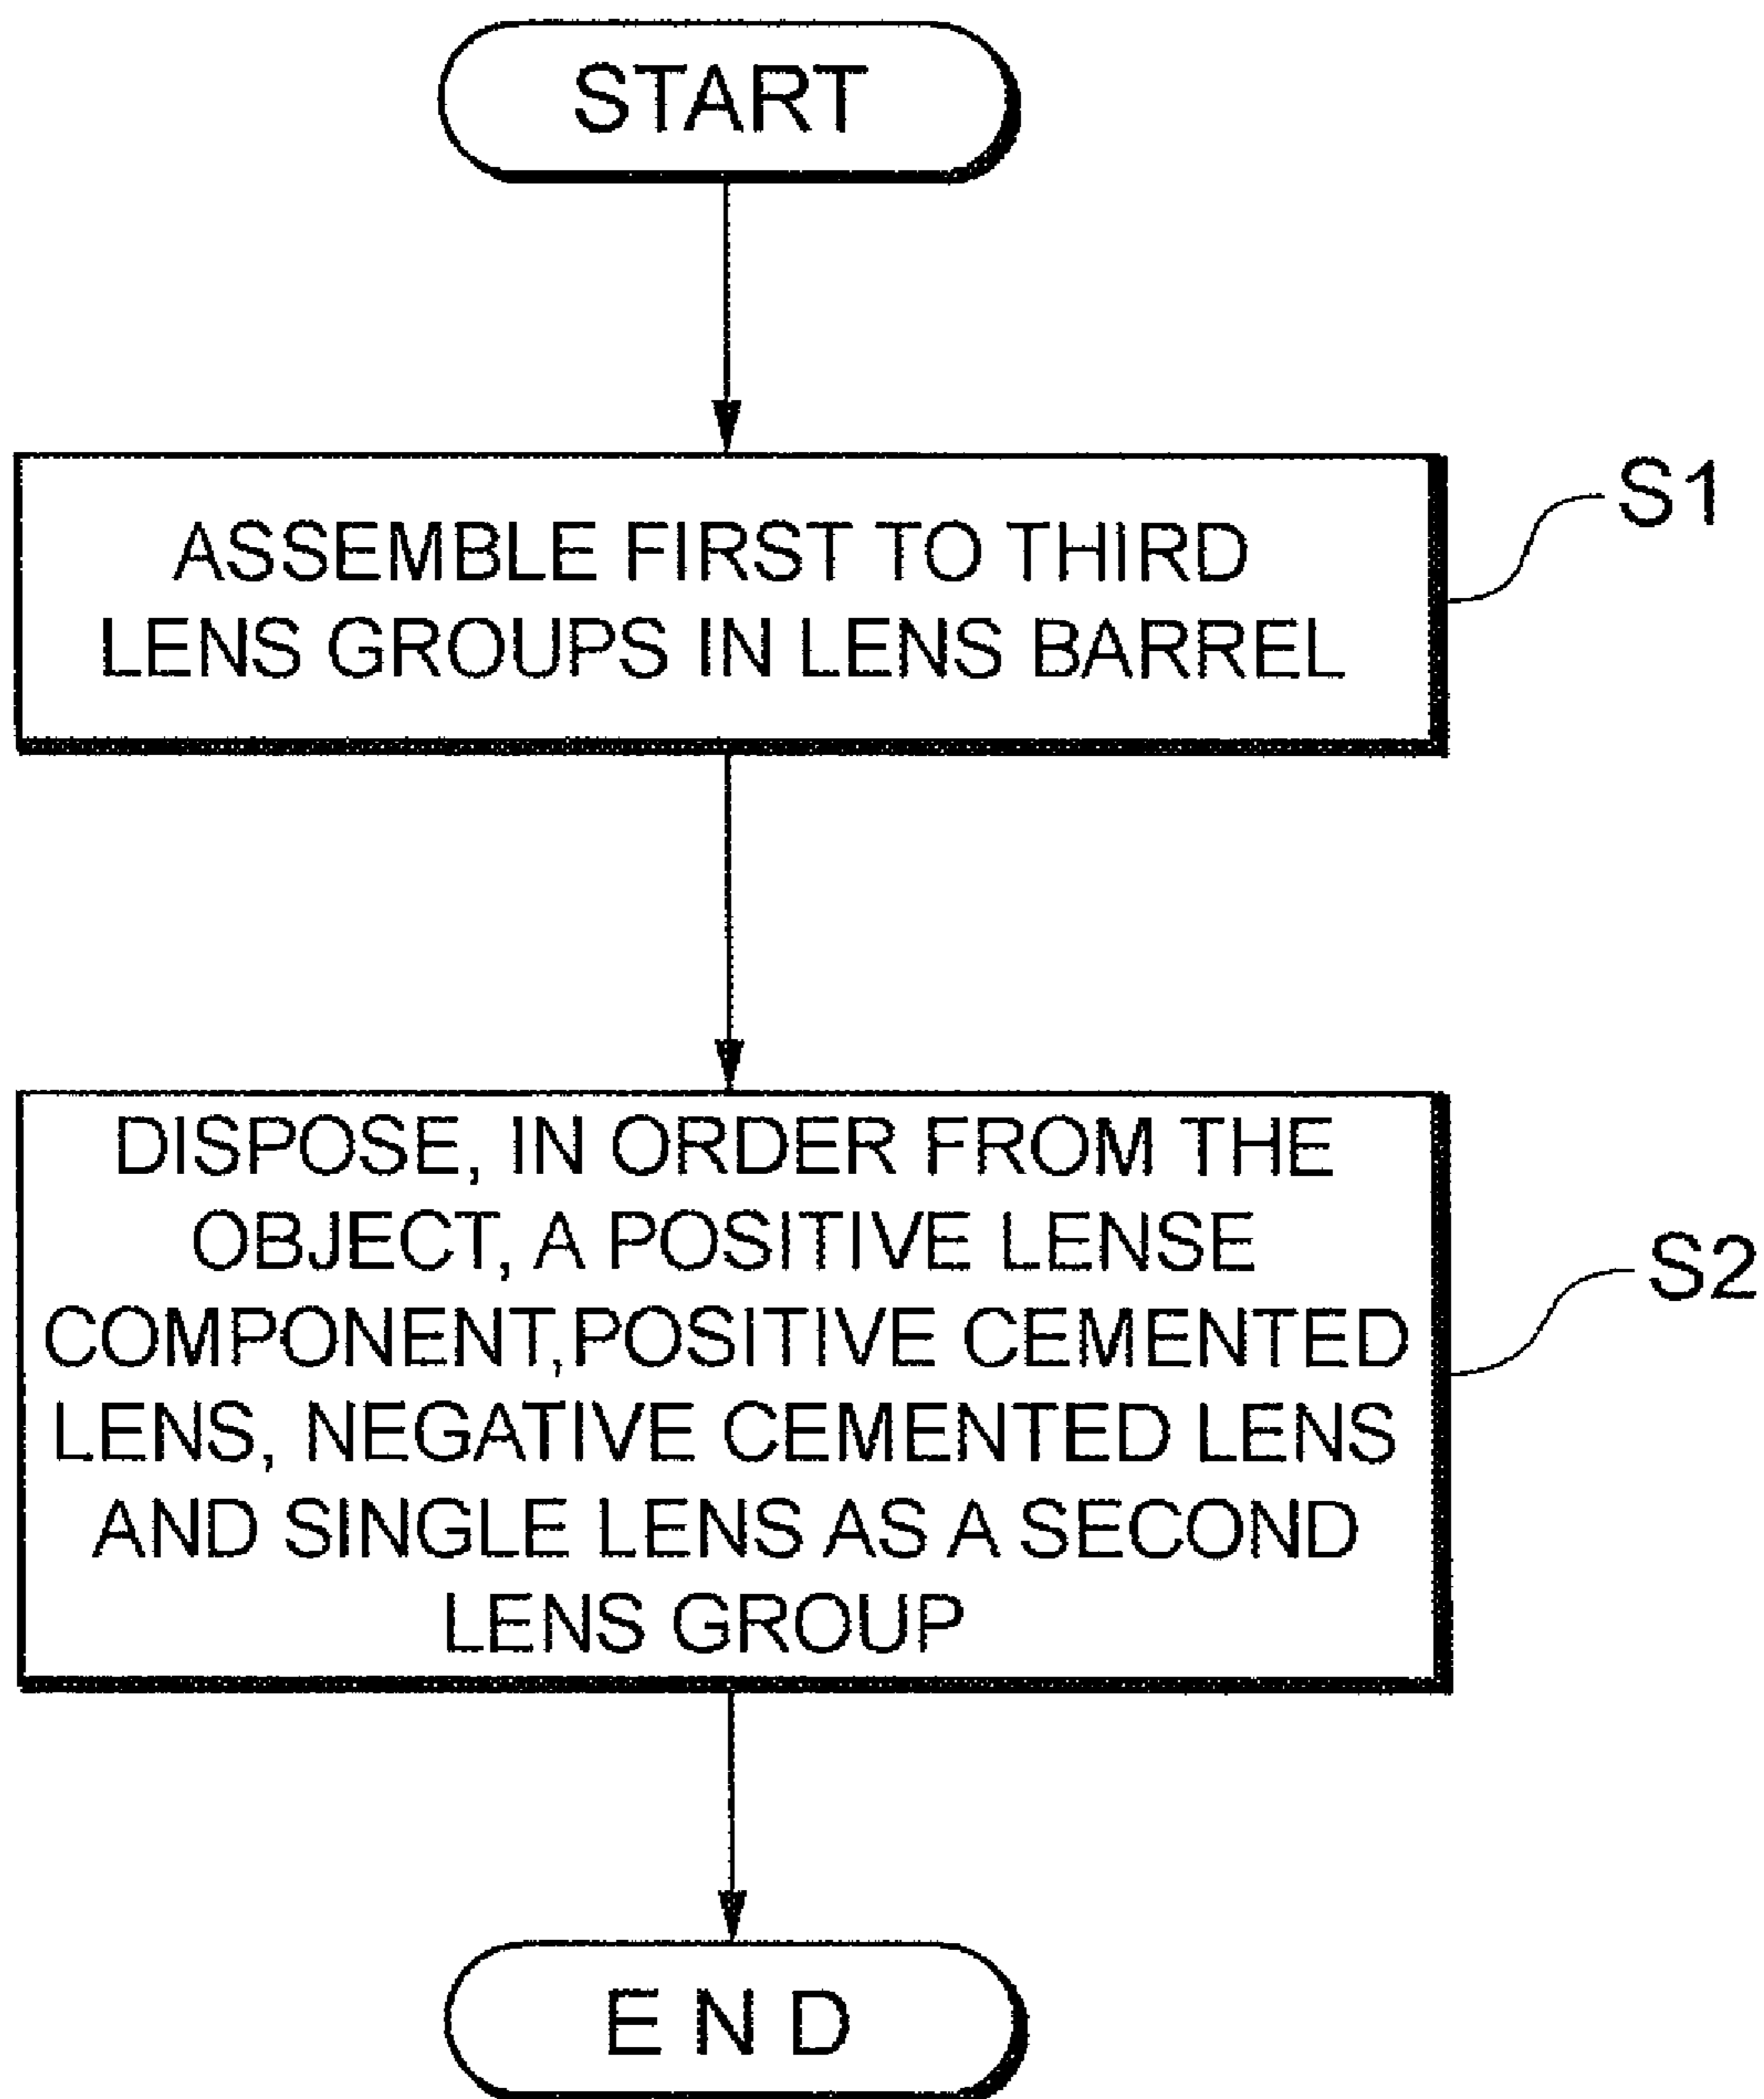 START
ASSEMBLE FIRST TO THIRD
LENS GROUPS IN LENS BARREL
S1
DISPOSE, IN ORDER FROM THE
OBJECT, A POSITIVE LENSE
COMPONENT,POSITIVE CEMENTED
LENS, NEGATIVE CEMENTED LENS
AND SINGLE LENS AS A SECOND
LENS GROUP
S2
END